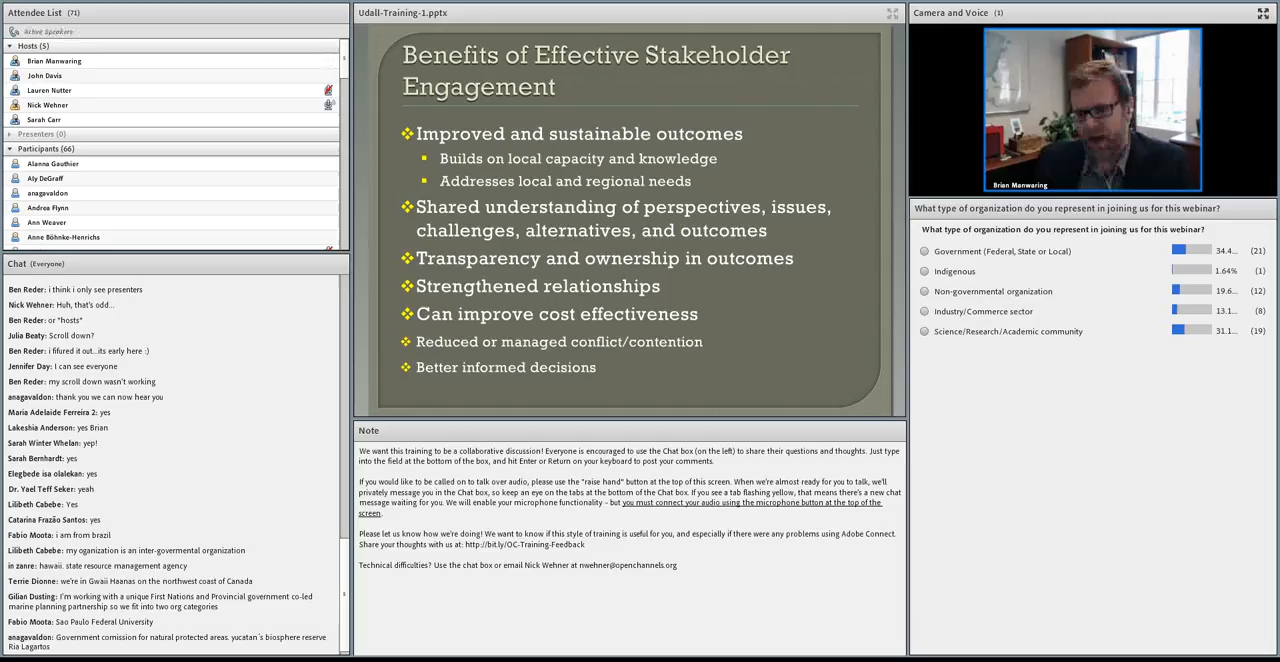 Attendee List (71)
Active Speakers
Hosts (5)
Brian Manwaring
John Davis
Lauren Nutter
Nick Wehner
Sarah Carr
Presenters (0)
Participants (66)
Alanna Gauthier
Aly DeGraff
anagavaldon
Andrea Flynn
Ann Weaver
Anne Böhnke-Henrichs
Chat (Everyone)
Ben Reder: i think i only see presenters
Nick Wehner: Huh, that's odd...
Ben Reder: or "hosts"
Julia Beaty: Scroll down?
Ben Reder: i fifured it out...its early here :)
Jennifer Day: I can see everyone
Ben Reder: my scroll down wasn't working
anagavaldon: thank you we can now hear you
Maria Adelaide Ferreira 2: yes
Lakeshia Anderson: yes Brian
Sarah Winter Whelan: yep!
Sarah Bernhardt: yes
Elegbede isa olalekan: yes
Dr. Yael Teff Seker: yeah
Lilibeth Cabebe: Yes
Catarina Frazão Santos: yes
Fabio Moota: i am from brazil
Lilibeth Cabebe: my oganization is an inter-govermental organization
in zanre: hawaii. state resource management agency
Terrie Dionne: we're in Gwaii Haanas on the northwest coast of Canada
Gilian Dusting: I'm working with a unique First Nations and Provincial government co-led
marine planning partnership so we fit into two org categories
Fabio Moota: Sao Paulo Federal University
anagavaldon: Government comission for natural protected areas. yucatan´s biosphere reserve
Ria Lagartos
Udall-Training-1.pptx
Benefits of Effective Stakeholder
Engagement
Improved and sustainable outcomes
Builds on local capacity and knowledge
Addresses local and regional needs
Shared understanding of perspectives, issues,
challenges, alternatives, and outcomes
Transparency and ownership in outcomes
Strengthened relationships
Can improve cost effectiveness
Reduced or managed conflict/contention
Better informed decisions
Note
We want this training to be a collaborative discussion! Everyone is encouraged to use the Chat box (on the left) to share their questions and thoughts. Just type
into the field at the bottom of the box, and hit Enter or Return on your keyboard to post your comments.
If you would like to be called on to talk over audio, please use the "raise hand" button at the top of this screen. When we're almost ready for you to talk, we'll
privately message you in the Chat box, so keep an eye on the tabs at the bottom of the Chat box. If you see a tab flashing yellow, that means there's a new chat
message waiting for you. We will enable your microphone functionality - but you must connect your audio using the microphone button at the top of the
screen.
Please let us know how we're doing! We want to know if this style of training is useful for you, and especially if there were any problems using Adobe Connect.
Share your thoughts with us at: http://bit.ly/OC-Training-Feedback
Technical difficulties? Use the chat box or email Nick Wehner at nwehner@openchannels.org
Camera and Voice (1)
Brian Manwaring
What type of organization do you represent in joining us for this webinar?
What type of organization do you represent in joining us for this webinar?
Government (Federal, State or Local) 34.4... (21)
Indigenous 1.64% (1)
Non-governmental organization 19.6... (12)
Industry/Commerce sector 13.1... (8)
Science/Research/Academic community 31.1... (19)